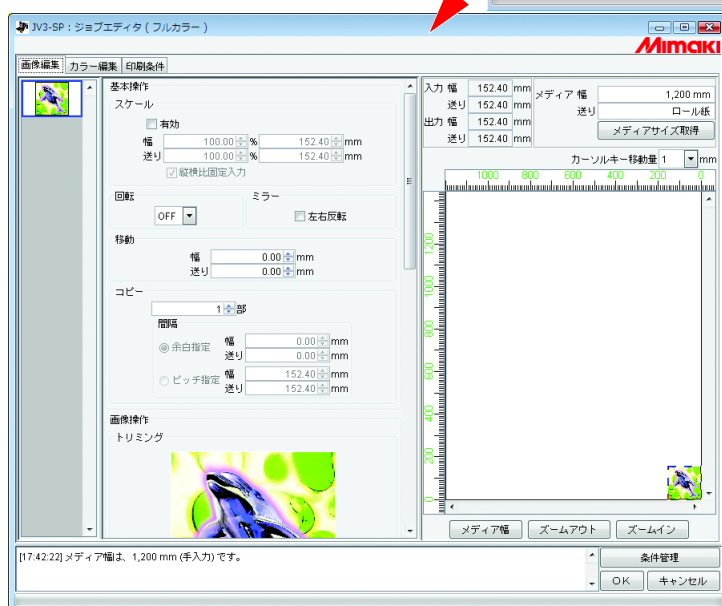 JV3-SP : ジョブエディタ ( フルカラー )
Mimaki
画像編集 カラー編集 印刷条件
基本操作
スケール
有効
幅 100.00 % 152.40 mm
送り 100.00 % 152.40 mm
縦横比固定入力
回転
OFF
ミラー
左右反転
移動
幅 0.00 mm
送り 0.00 mm
コピー
1 部
間隔
余白指定 幅 0.00 mm
送り 0.00 mm
ピッチ指定 幅 152.40 mm
送り 152.40 mm
画像操作
トリミング
入力 幅 152.40 mm
送り 152.40 mm
出力 幅 152.40 mm
送り 152.40 mm
メディア 幅 1,200 mm
送り ロール紙
メディアサイズ取得
カーソルキー移動量 1 mm
1000 800 600 400 200 0
1200
1000
800
600
400
200
0
メディア幅 ズームアウト ズームイン
[17:42:22] メディア幅は、1,200 mm (手入力) です。
条件管理
OK キャンセル